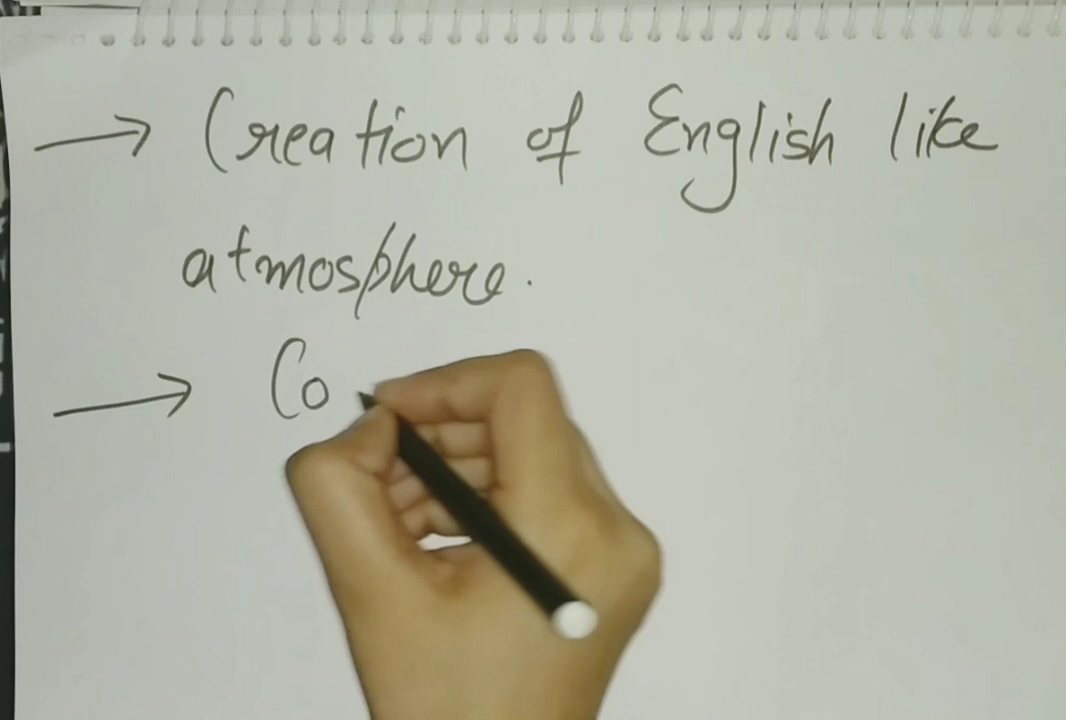 → Creation of English like
atmosphere.
→ Co